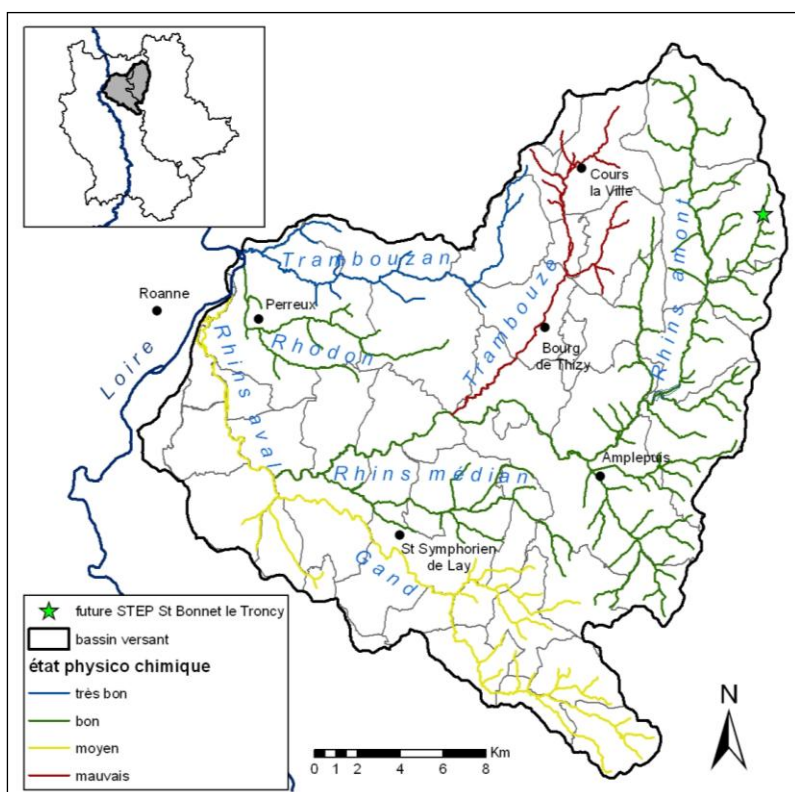 Cours
la Ville
Rhins amont
Trambouzan
Trambouze
Roanne
Perreux
Bourg
de Thizy
Rhodon
Loire
Rhins aval
Rhins médian
Amplepuis
St Symphorien
de Lay
Gand
future STEP St Bonnet le Troncy
bassin versant
état physico chimique
très bon
bon
moyen
mauvais
N
Km
0 1 2 4 6 8